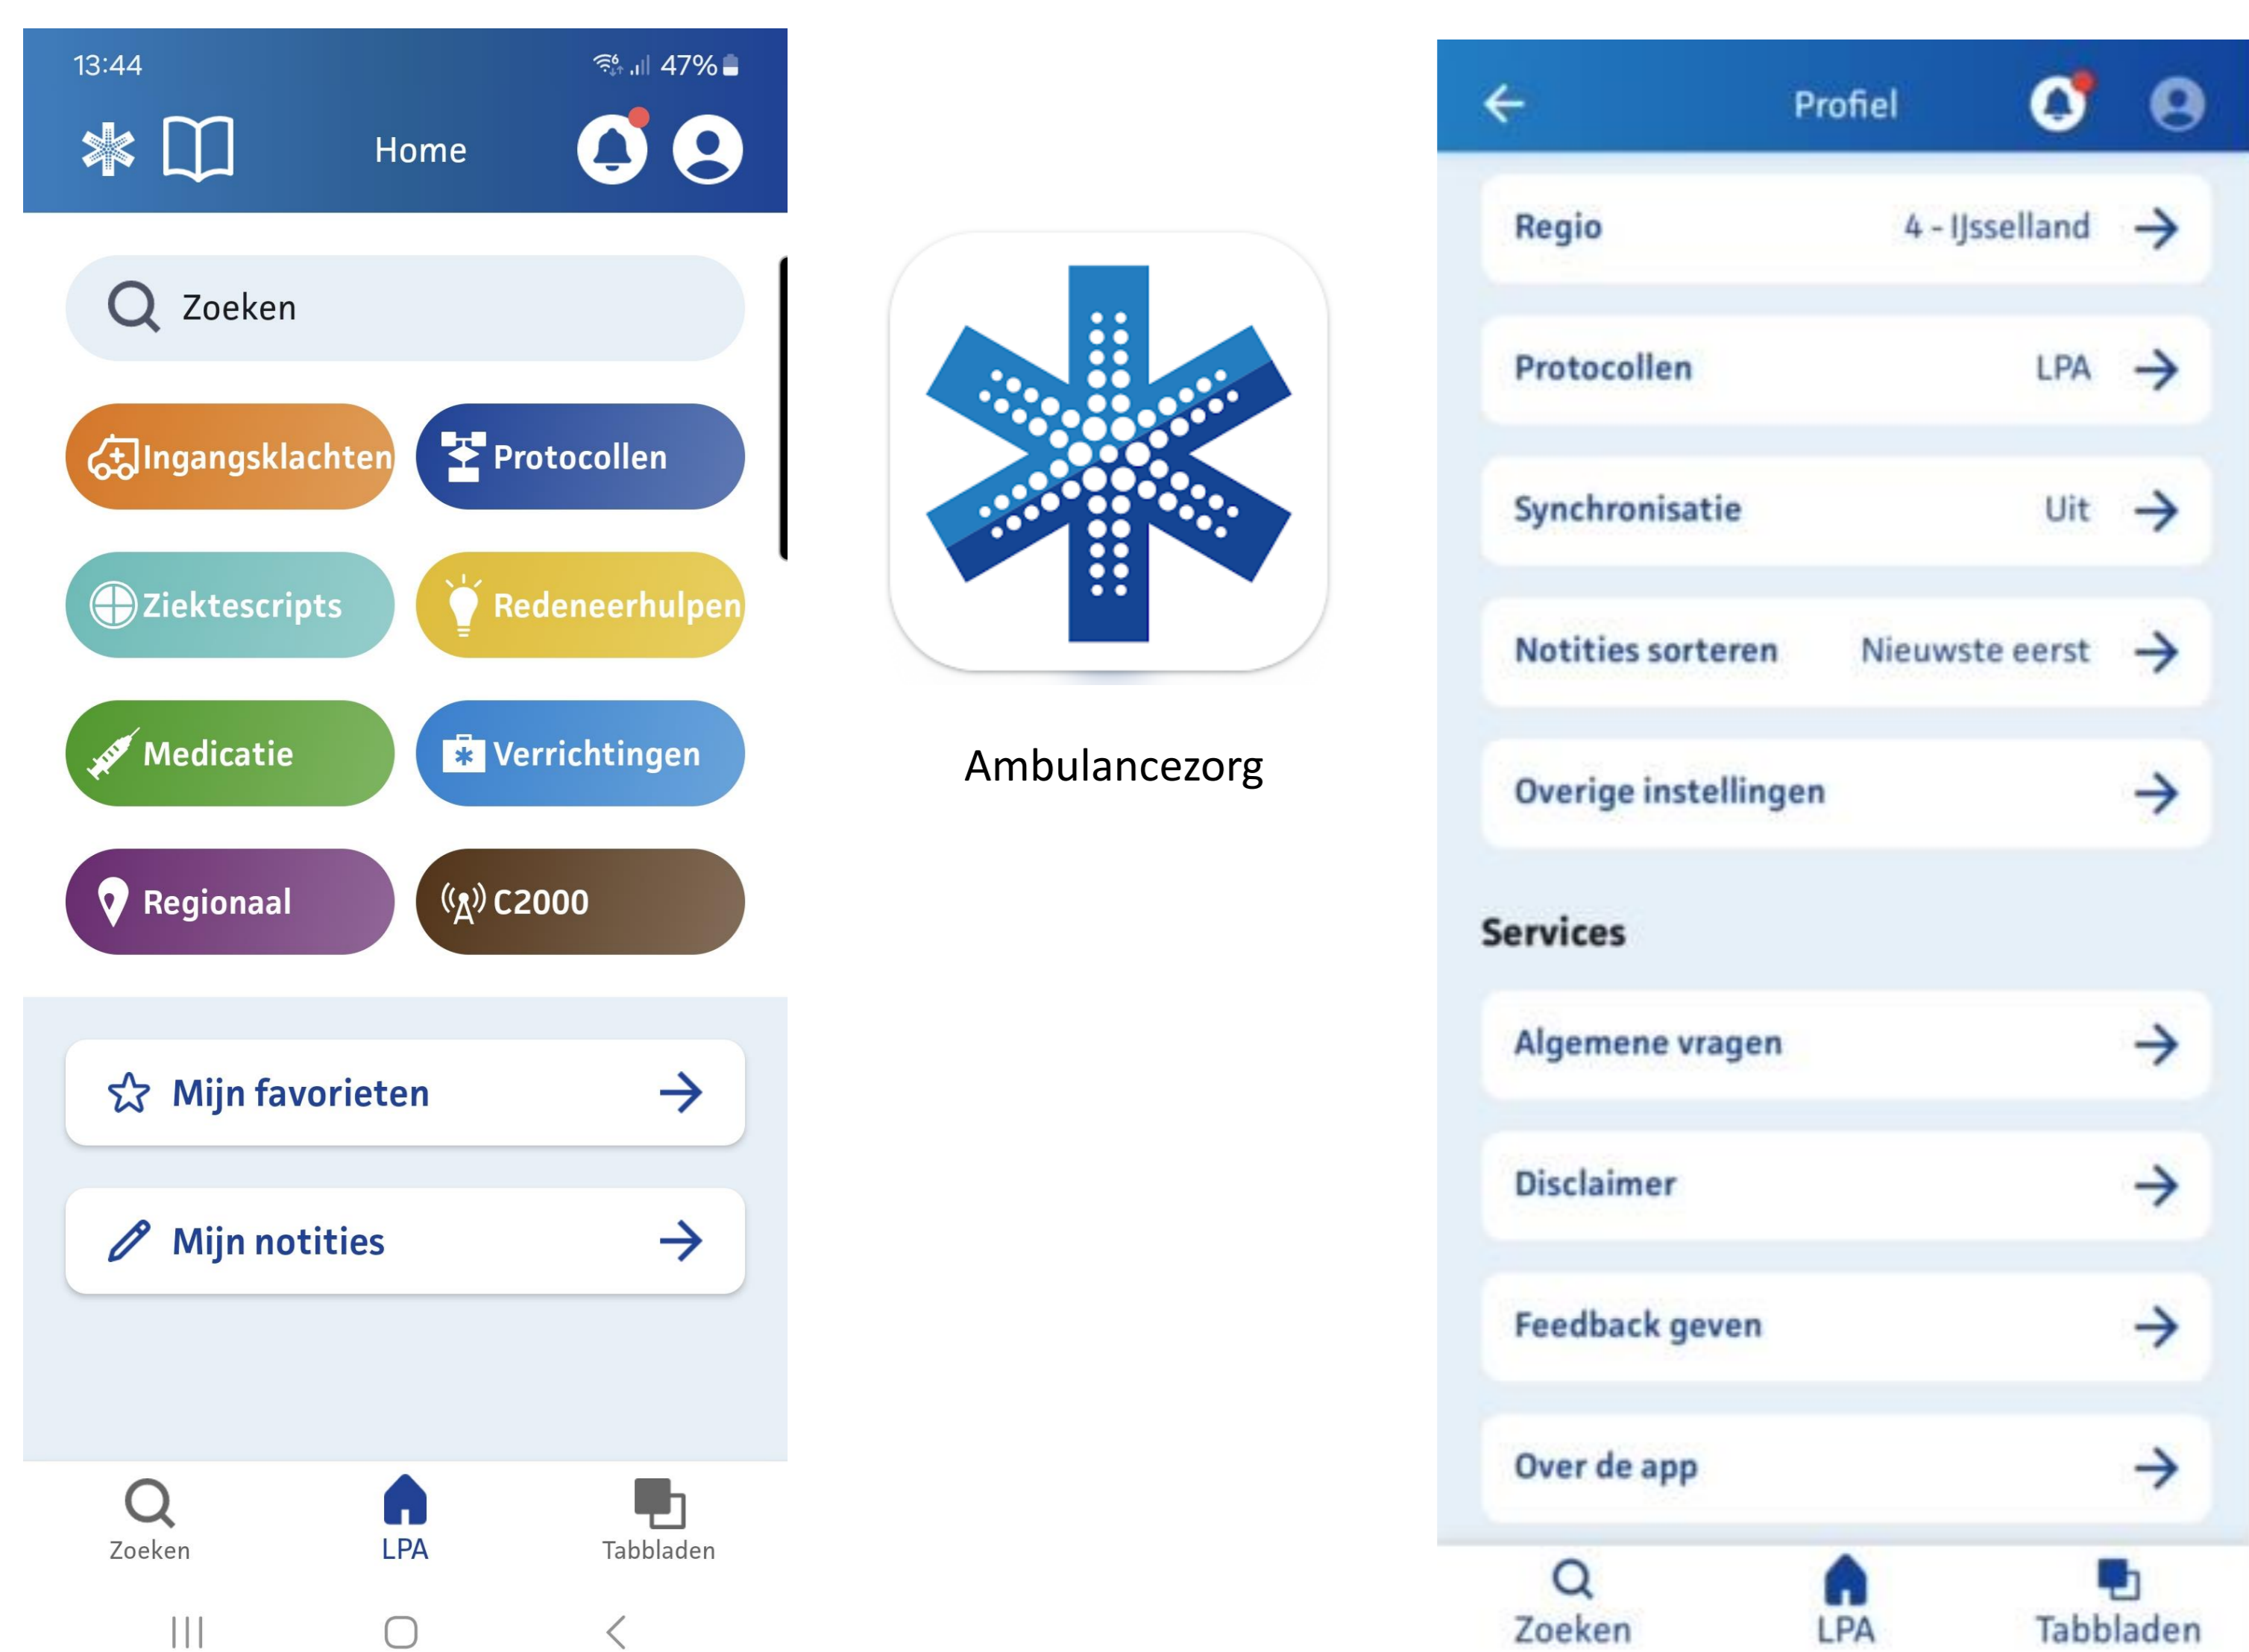 13:44
47%
Home
Zoeken
Ingangsklachten
Protocollen
Ziektescripts
Redeneerhulpen
Medicatie
Verrichtingen
Regionaal
C2000
Mijn favorieten
Mijn notities
Zoeken
LPA
Tabbladen
Ambulancezorg
Profiel
Regio 4 - IJsselland
Protocollen LPA
Synchronisatie Uit
Notities sorteren Nieuwste eerst
Overige instellingen
Services
Algemene vragen
Disclaimer
Feedback geven
Over de app
Zoeken
LPA
Tabbladen